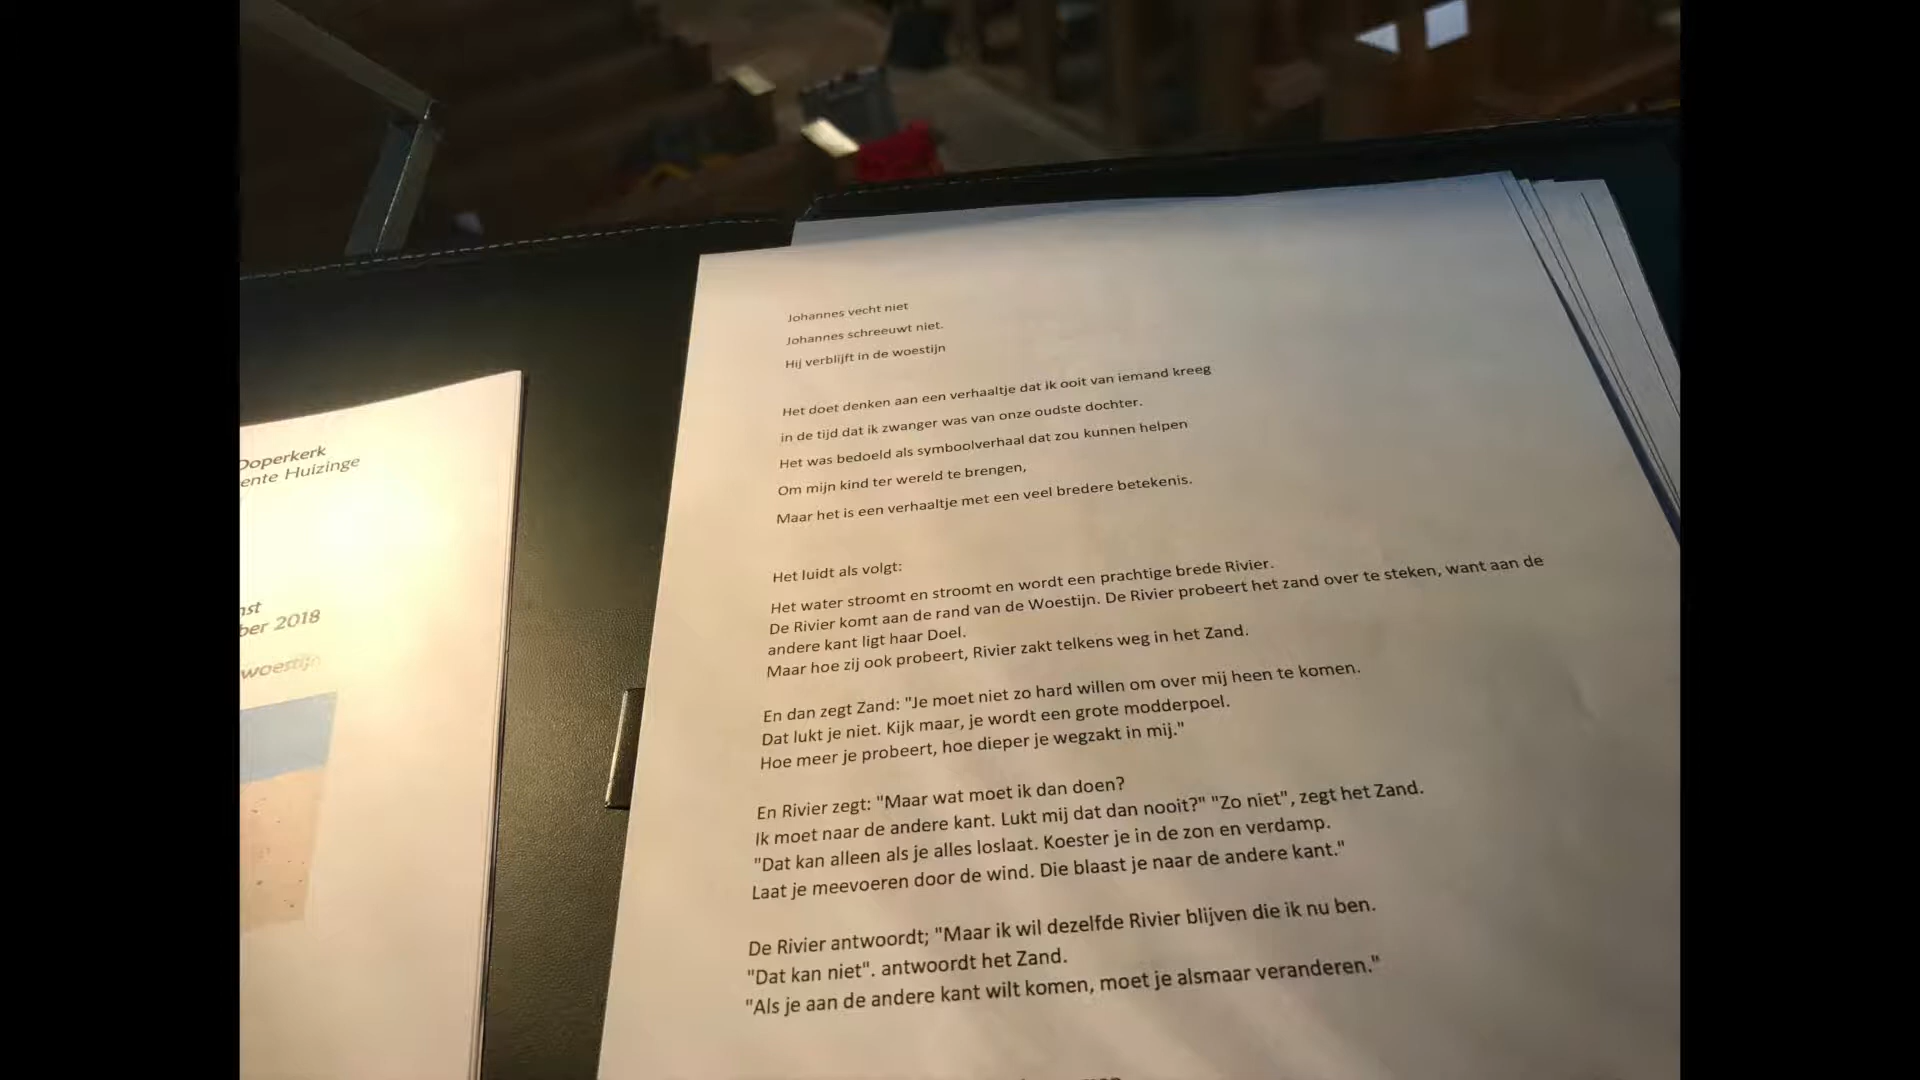 Doperkerk
ente Huizinge
nst
ber 2018
woestijn
Johannes vecht niet
Johannes schreeuwt niet.
Hij verblijft in de woestijn
Het doet denken aan een verhaaltje dat ik ooit van iemand kreeg
in de tijd dat ik zwanger was van onze oudste dochter.
Het was bedoeld als symboolverhaal dat zou kunnen helpen
Om mijn kind ter wereld te brengen,
Maar het is een verhaaltje met een veel bredere betekenis.
Het luidt als volgt:
Het water stroomt en stroomt en wordt een prachtige brede Rivier.
De Rivier komt aan de rand van de Woestijn. De Rivier probeert het zand over te steken, want aan de
andere kant ligt haar Doel.
Maar hoe zij ook probeert, Rivier zakt telkens weg in het Zand.
En dan zegt Zand: "Je moet niet zo hard willen om over mij heen te komen.
Dat lukt je niet. Kijk maar, je wordt een grote modderpoel.
Hoe meer je probeert, hoe dieper je wegzakt in mij."
En Rivier zegt: "Maar wat moet ik dan doen?
Ik moet naar de andere kant. Lukt mij dat dan nooit?" "Zo niet", zegt het Zand.
"Dat kan alleen als je alles loslaat. Koester je in de zon en verdamp.
Laat je meevoeren door de wind. Die blaast je naar de andere kant."
De Rivier antwoordt; "Maar ik wil dezelfde Rivier blijven die ik nu ben.
"Dat kan niet". antwoordt het Zand.
"Als je aan de andere kant wilt komen, moet je alsmaar veranderen."